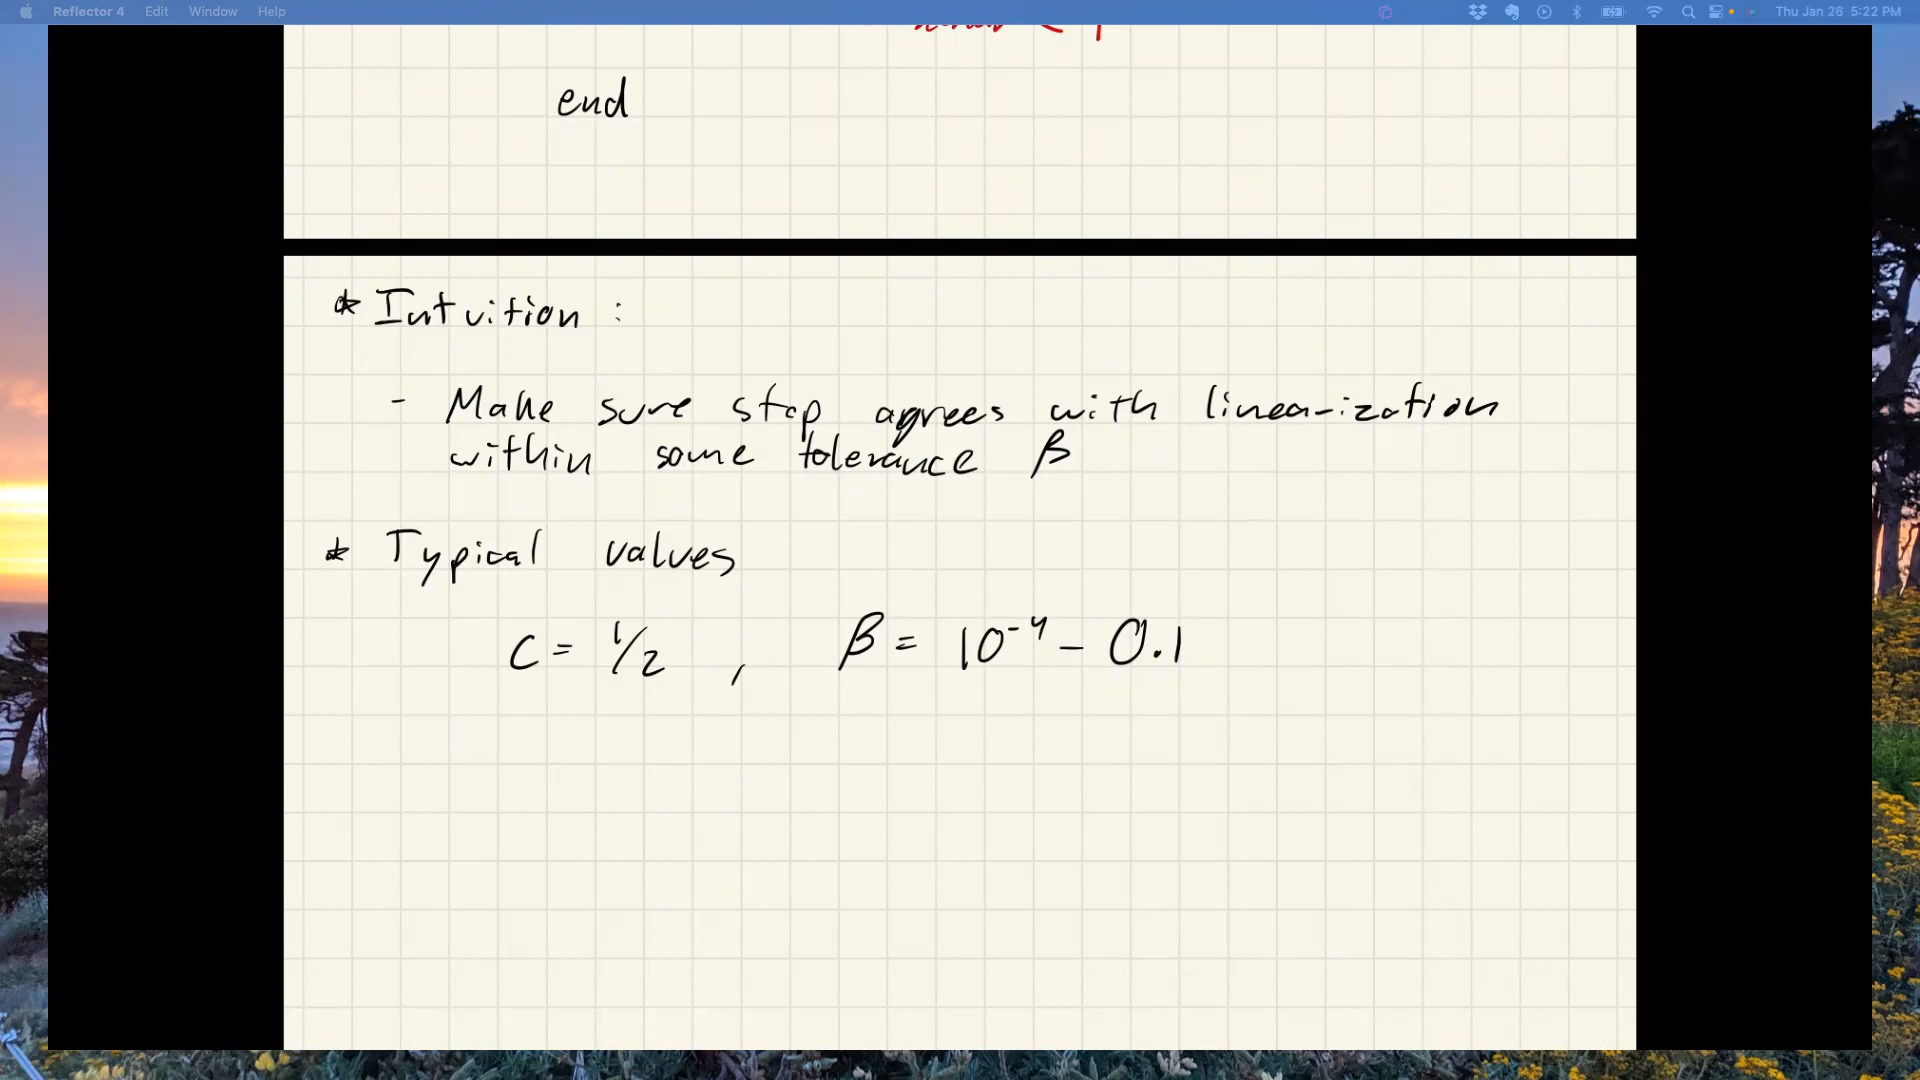 Reflector 4 Edit Window Help Thu Jan 26 5:22 PM
end
* Intuition :
- Make sure step agrees with linearization
within some tolerance β
* Typical values
c = 1/2 , β = 10⁻⁴ - 0.1